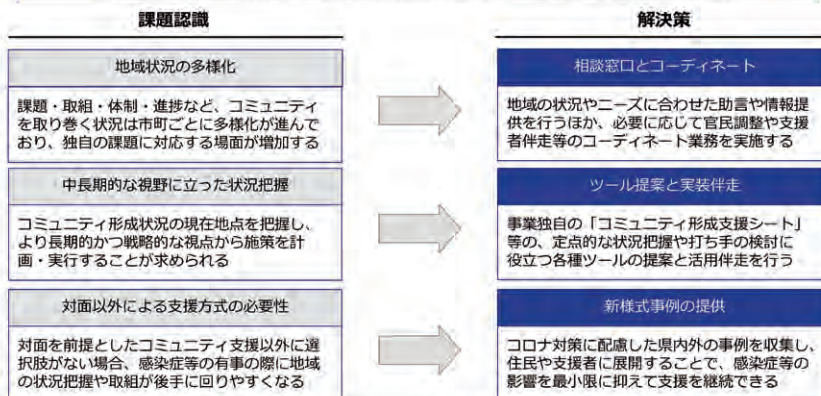 課題認識
解決策
地域状況の多様化
課題・取組・体制・進捗など、コミュニティ
を取り巻く状況は市町ごとに多様化が進んで
おり、独自の課題に対応する場面が増加する
相談窓口とコーディネート
地域の状況やニーズに合わせた助言や情報提
供を行うほか、必要に応じて官民調整や支援
者伴走等のコーディネート業務を実施する
中長期的な視野に立った状況把握
コミュニティ形成状況の現在地点を把握し、
より長期的かつ戦略的な視点から施策を計
画・実行することが求められる
ツール提案と実装伴走
事業独自の「コミュニティ形成支援シート」
等の、定点的な状況把握や打ち手の検討に
役立つ各種ツールの提案と活用伴走を行う
対面以外による支援方式の必要性
対面を前提としたコミュニティ支援以外に選
択肢がない場合、感染症等の有事の際に地域
の状況把握や取組が後手に回りやすくなる
新様式事例の提供
コロナ対策に配慮した県内外の事例を収集し、
住民や支援者に展開することで、感染症等の
影響を最小限に抑えて支援を継続できる